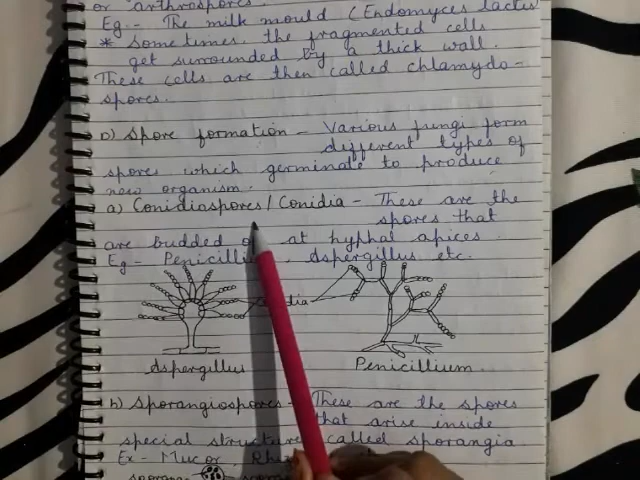 or arthrospores.
Eg:- The milk mould (Endomyces lactis
* Sometimes the fragmented cells
get surrounded by a thick wall.
These cells are then called chlamydo-
spores.
D) Spore formation - Various fungi form
different types of
spores which germinate to produce
new organism.
a) Conidiospores / Conidia - These are the
spores that
are budded at hyphal apices.
Eg - Penicillium, Aspergillus etc.
Aspergillus
Penicillium
b) Sporangiospores - These are the spores
that arise inside
special structure called sporangia
Ex - Mucor,